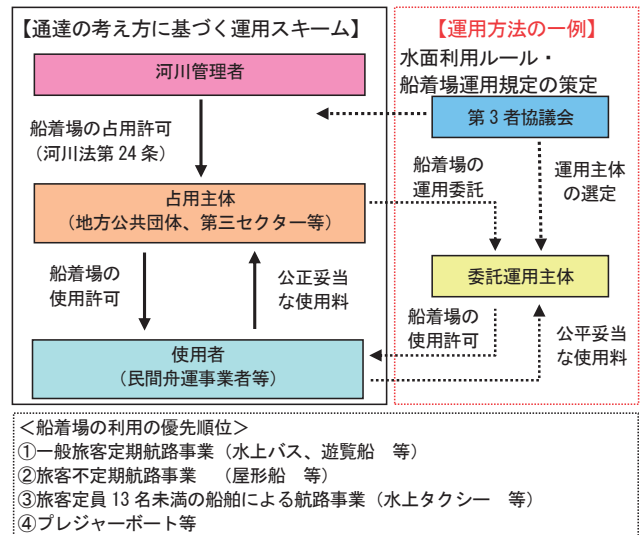 【通達の考え方に基づく運用スキーム】
河川管理者
船着場の占用許可
（河川法第24条）
占用主体
（地方公共団体、第三セクター等）
船着場の
使用許可
公正妥当
な使用料
使用者
（民間舟運事業者等）
【運用方法の一例】
水面利用ルール・
船着場運用規定の策定
第3者協議会
船着場の
運用委託
運用主体
の選定
委託運用主体
船着場の
使用許可
公平妥当
な使用料
＜船着場の利用の優先順位＞
①一般旅客定期航路事業（水上バス、遊覧船　等）
②旅客不定期航路事業　（屋形船　等）
③旅客定員13名未満の船舶による航路事業（水上タクシー　等）
④プレジャーボート等